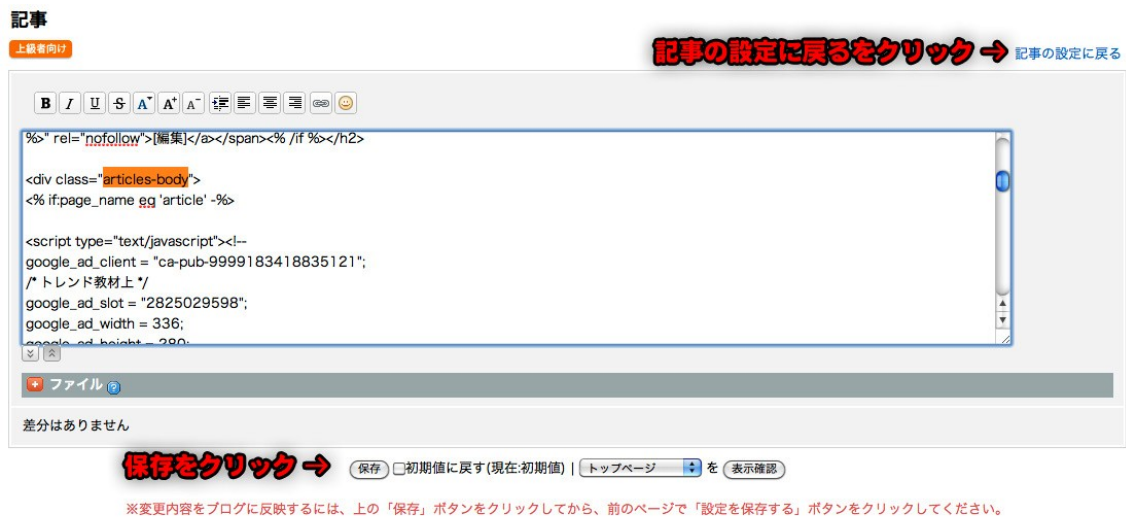 記事
上級者向け
記事の設定に戻るをクリック → 記事の設定に戻る
B I U S A A+ A-
%>" rel="nofollow">[編集]</a></span><% /if %></h2>
<div class="articles-body">
<% if:page_name eq 'article' -%>
<script type="text/javascript"><!--
google_ad_client = "ca-pub-9999183418835121";
/* トレンド教材上 */
google_ad_slot = "2825029598";
google_ad_width = 336;
google_ad_height = 280;
ファイル ?
差分はありません
保存をクリック → 保存 初期値に戻す(現在:初期値) | トップページ を 表示確認
※変更内容をブログに反映するには、上の「保存」ボタンをクリックしてから、前のページで「設定を保存する」ボタンをクリックしてください。